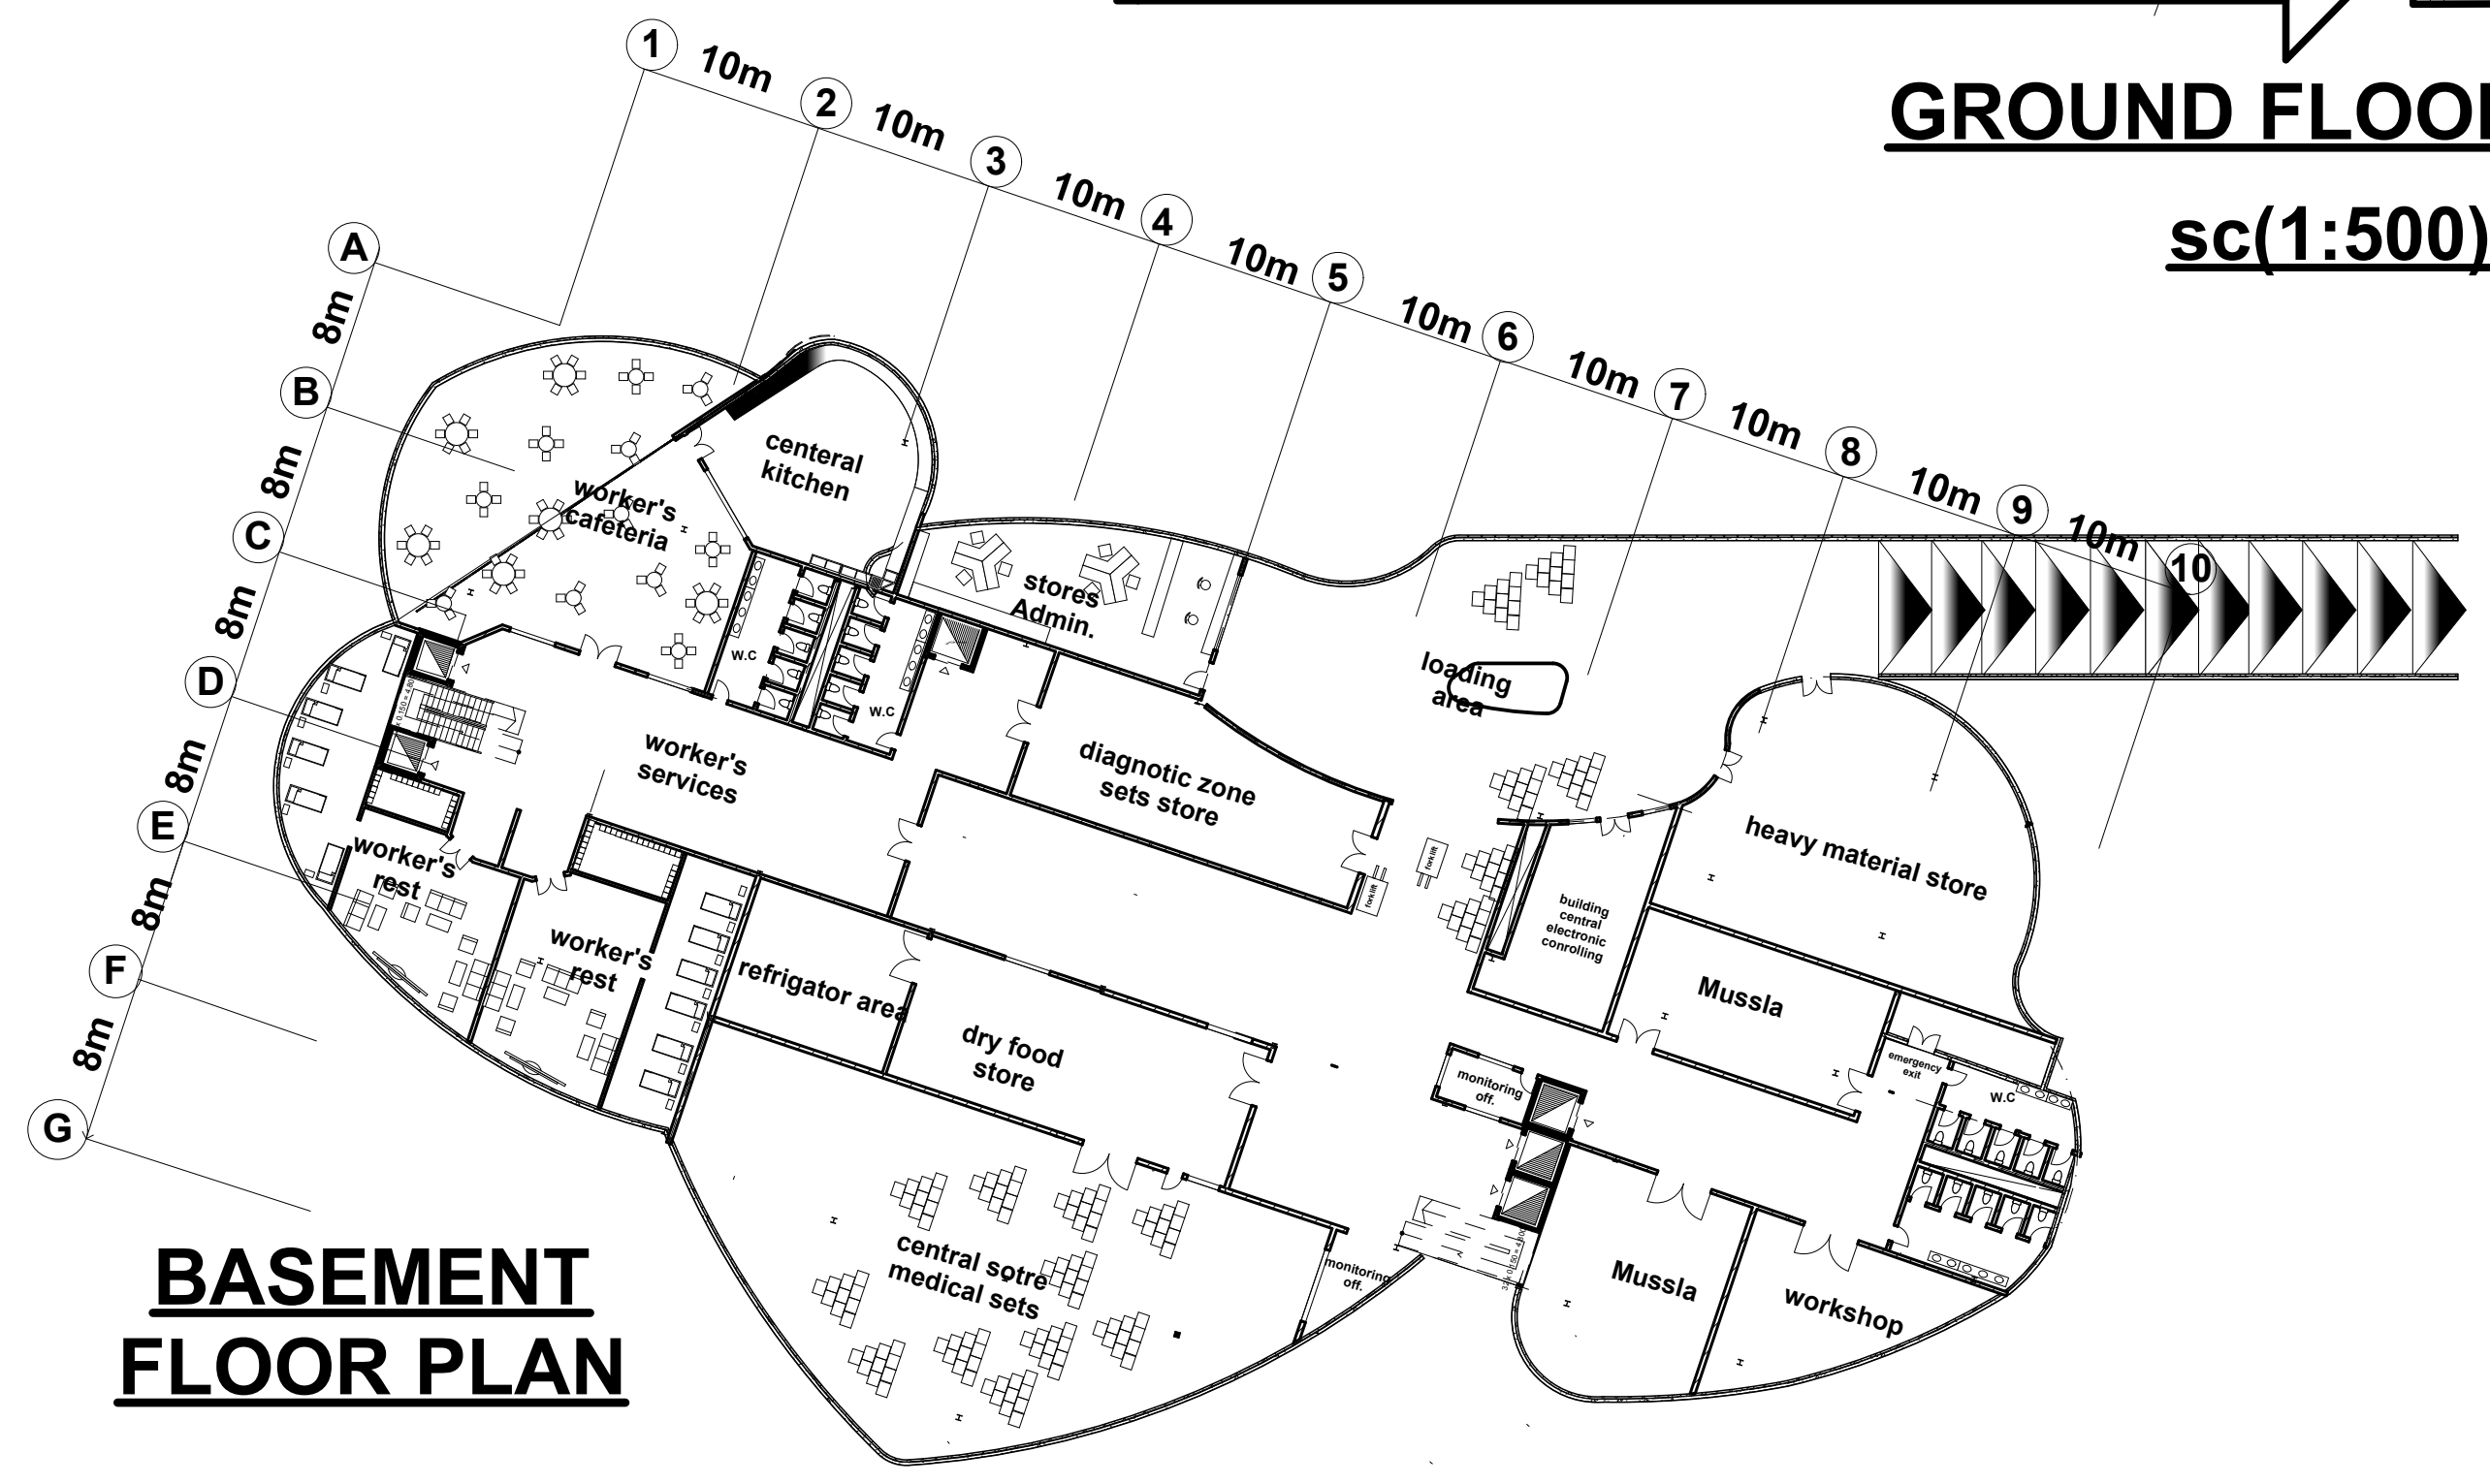 GROUND FLOOR
sc(1:500)
1
10m
2
10m
3
10m
4
10m
5
10m
6
10m
7
10m
8
10m
9
10m
10
A
8m
B
8m
C
8m
D
8m
E
8m
F
8m
G
centeral
kitchen
worker's
cafeteria
stores
Admin.
W.C
W.C
loading
area
worker's
services
diagnotic zone
sets store
heavy material store
forklift
forklift
building
central
electronic
conrolling
worker's
rest
worker's
rest
refrigator area
dry food
store
Mussla
emergency
exit
W.C
monitoring
off.
central sotre
medical sets
monitoring
off.
Mussla
workshop
BASEMENT
FLOOR PLAN